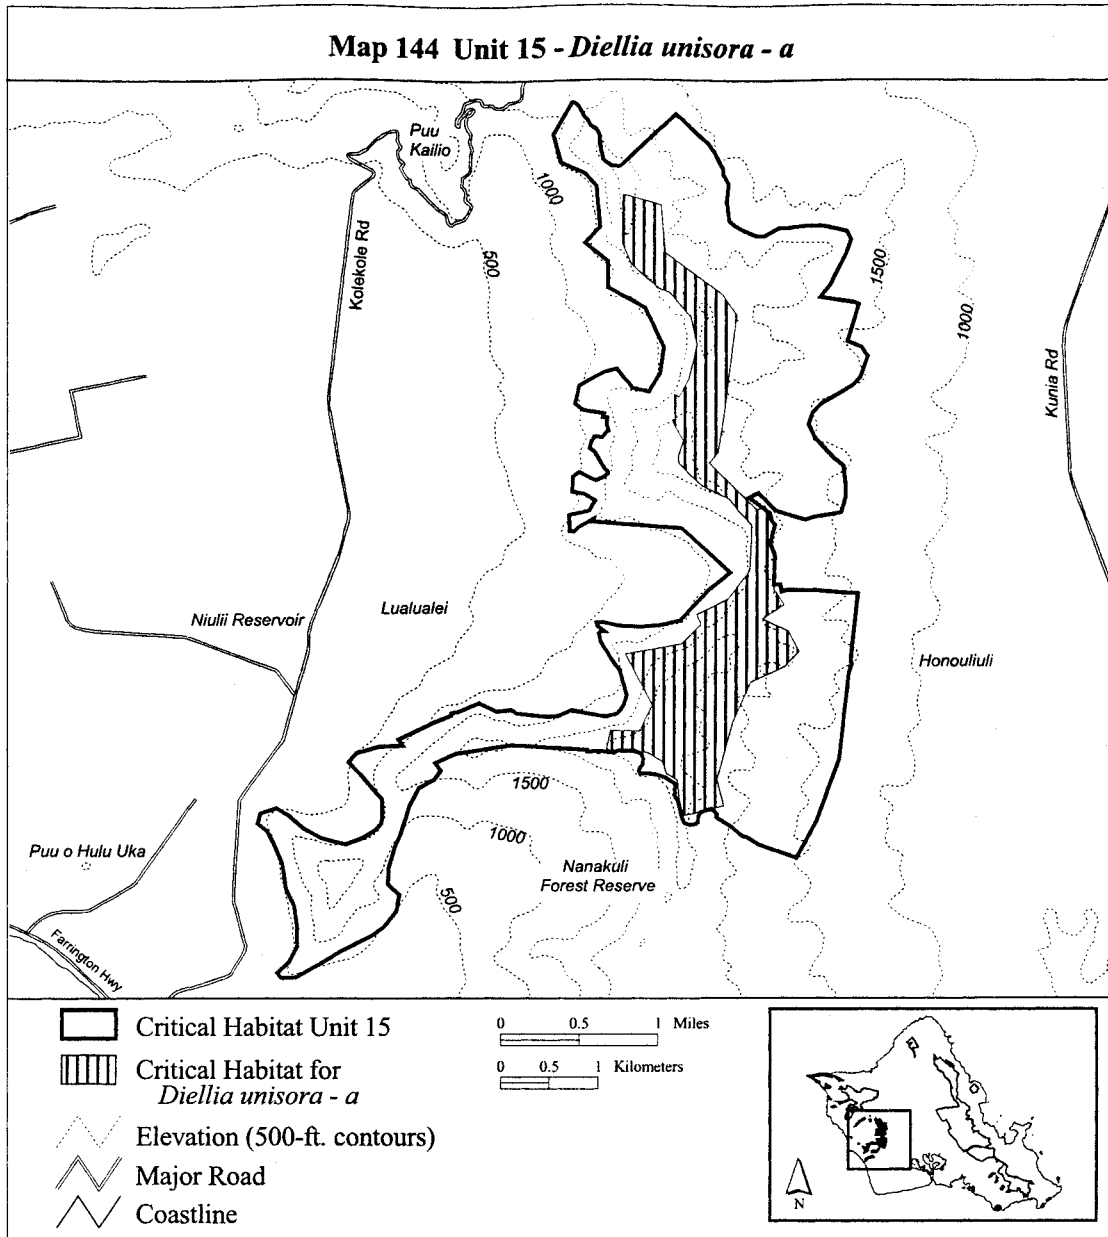 Map 144 Unit 15 - Diellia unisora - a
Puu
Kailio
1000
500
Kolekole Rd
1500
1000
Kunia Rd
Niulii Reservoir
Lualualei
Honouliuli
1500
1000
Puu o Hulu Uka
Nanakuli
Forest Reserve
500
Farrington Hwy
Critical Habitat Unit 15
Critical Habitat for
Diellia unisora - a
Elevation (500-ft. contours)
Major Road
Coastline
0 0.5 1 Miles
0 0.5 1 Kilometers
N